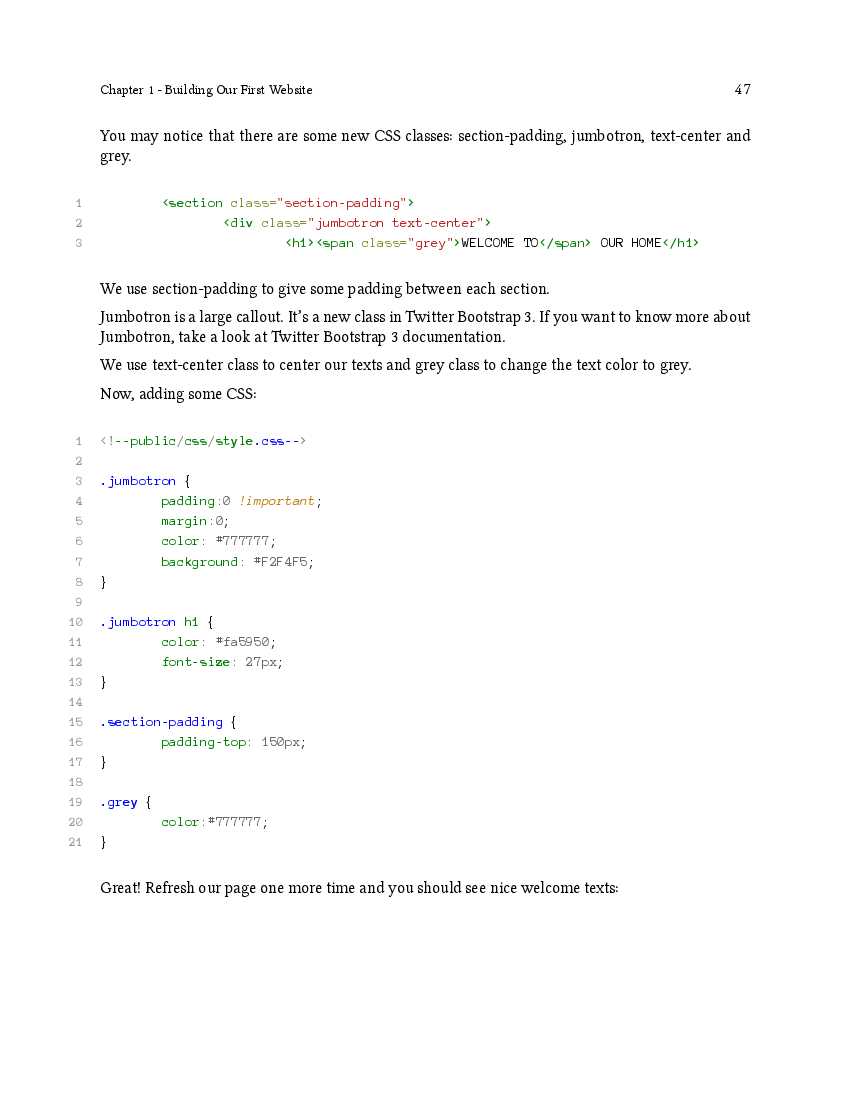 Chapter 1 - Building Our First Website 47
You may notice that there are some new CSS classes: section-padding, jumbotron, text-center and
grey.
1 <section class="section-padding">
2 <div class="jumbotron text-center">
3 <h1><span class="grey">WELCOME TO</span> OUR HOME</h1>
We use section-padding to give some padding between each section.
Jumbotron is a large callout. It's a new class in Twitter Bootstrap 3. If you want to know more about
Jumbotron, take a look at Twitter Bootstrap 3 documentation.
We use text-center class to center our texts and grey class to change the text color to grey.
Now, adding some CSS:
1 <!--public/css/style.css-->
2
3 .jumbotron {
4 padding:0 !important;
5 margin:0;
6 color: #777777;
7 background: #F2F4F5;
8 }
9
10 .jumbotron h1 {
11 color: #fa5950;
12 font-size: 27px;
13 }
14
15 .section-padding {
16 padding-top: 150px;
17 }
18
19 .grey {
20 color:#777777;
21 }
Great! Refresh our page one more time and you should see nice welcome texts: